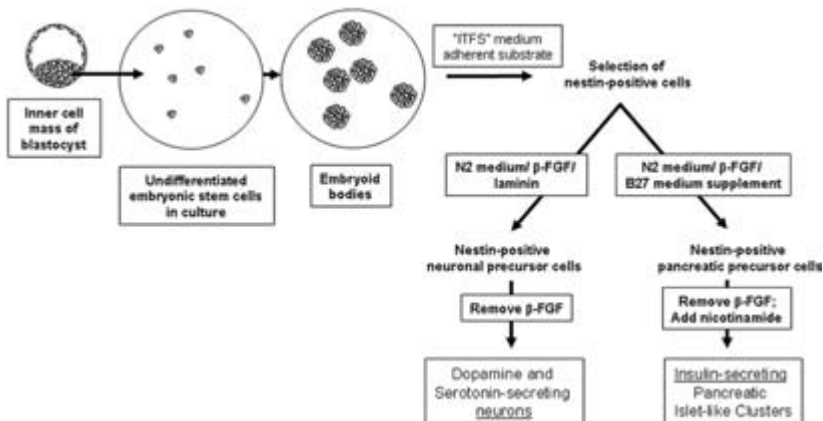 "ITFS" medium
adherent substrate
Selection of
nestin-positive cells
Inner cell
mass of
blastocyst
Undifferentiated
embryonic stem cells
in culture
Embryoid
bodies
N2 medium/ β-FGF/
laminin
N2 medium/ β-FGF/
B27 medium supplement
Nestin-positive
neuronal precursor cells
Nestin-positive
pancreatic precursor cells
Remove β-FGF
Remove β-FGF;
Add nicotinamide
Dopamine and
Serotonin-secreting
neurons
Insulin-secreting
Pancreatic
Islet-like Clusters